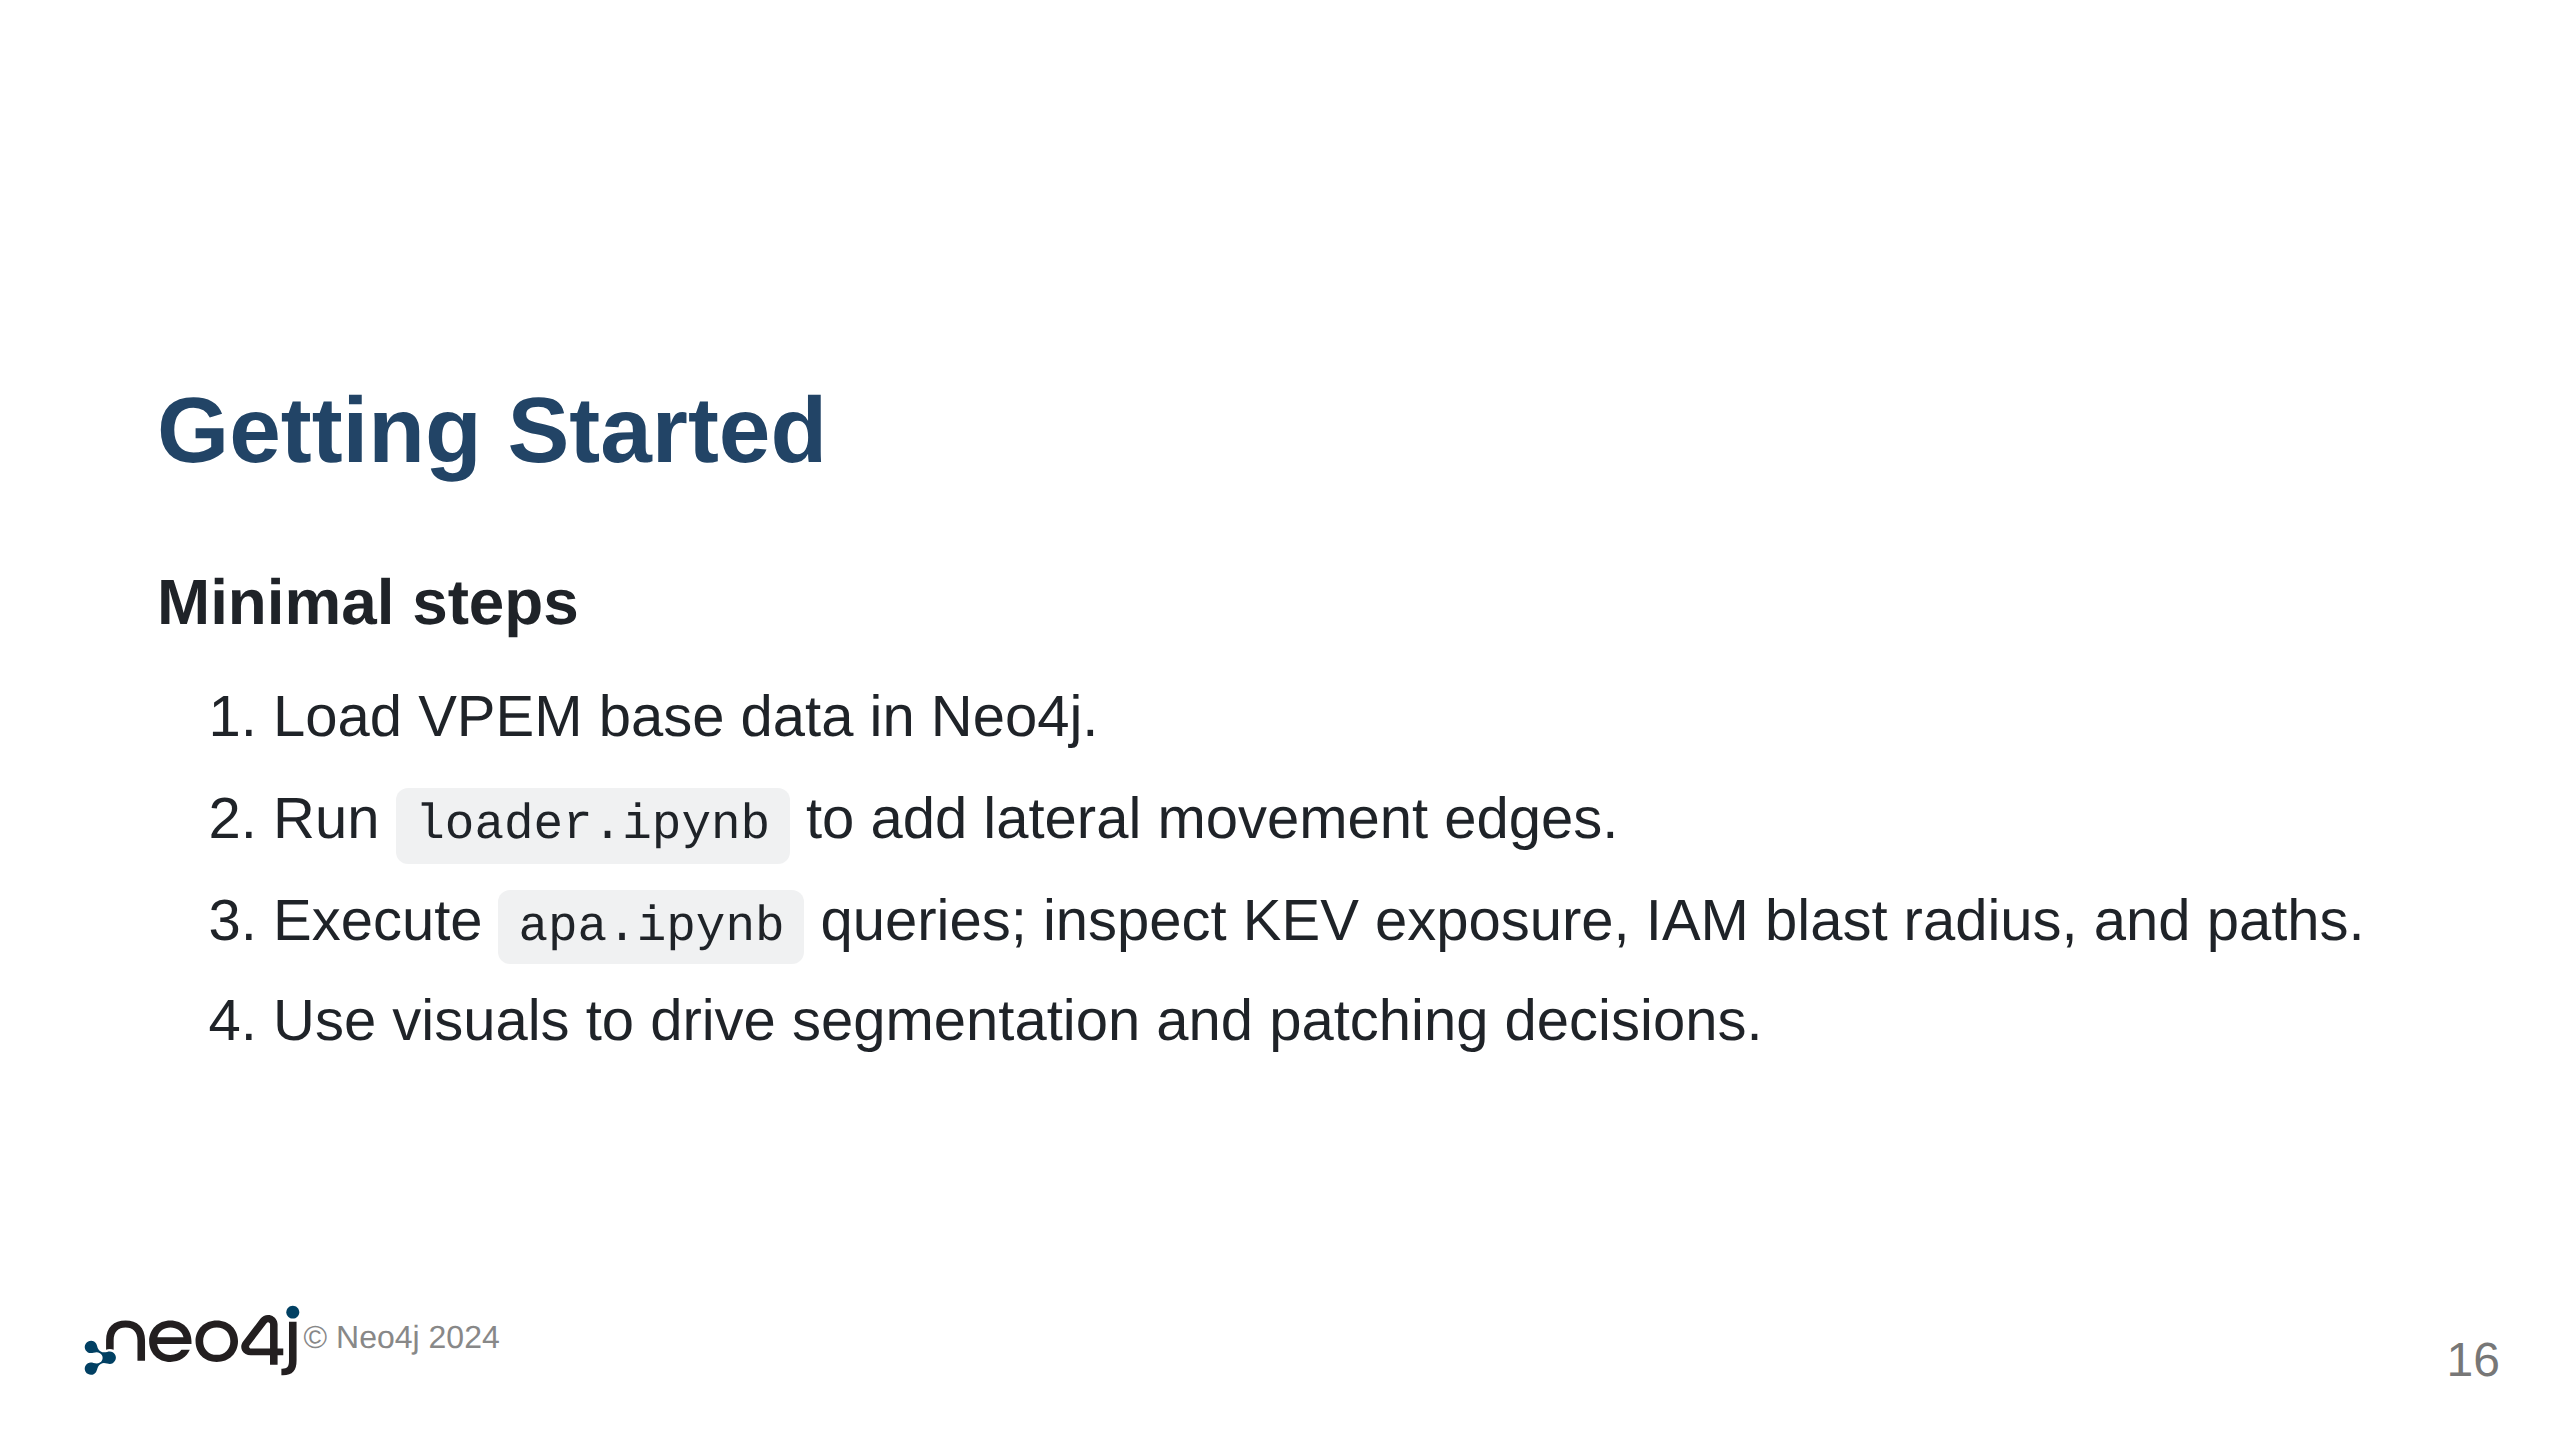 Getting Started
Minimal steps
1. Load VPEM base data in Neo4j.
2. Run loader.ipynb to add lateral movement edges.
3. Execute apa.ipynb queries; inspect KEV exposure, IAM blast radius, and paths.
4. Use visuals to drive segmentation and patching decisions.
neo4j © Neo4j 2024
16